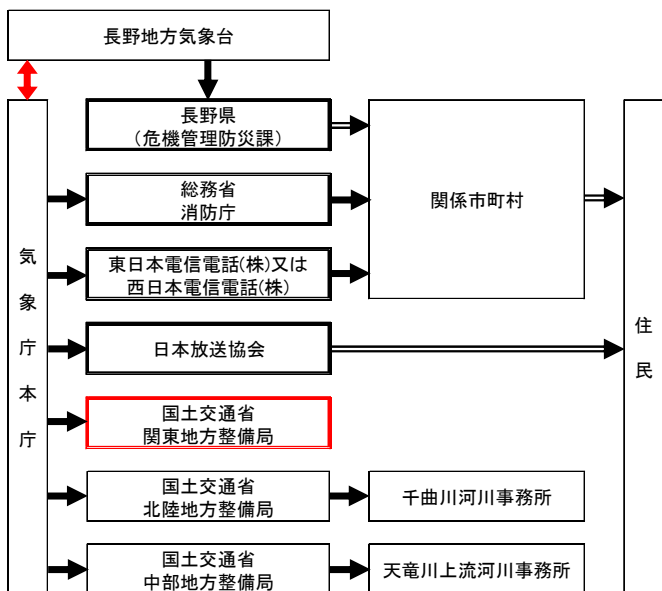 長野地方気象台
長野県
(危機管理防災課)
総務省
消防庁
関係市町村
東日本電信電話(株)又は
西日本電信電話(株)
気象庁本庁
住民
日本放送協会
国土交通省
関東地方整備局
国土交通省
北陸地方整備局
千曲川河川事務所
国土交通省
中部地方整備局
天竜川上流河川事務所